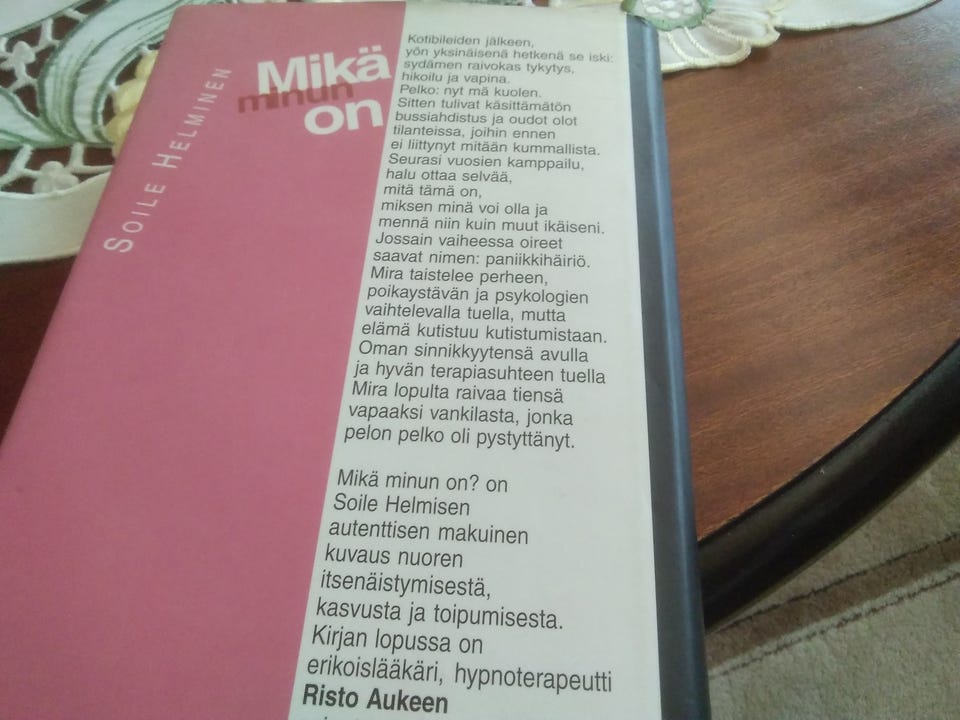 SOILE HELMINEN
Mikä
minun
on
Kotibileiden jälkeen,
yön yksinäisenä hetkenä se iski:
sydämen raivokas tykytys,
hikoilu ja vapina.
Pelko: nyt mä kuolen.
Sitten tulivat käsittämätön
bussiahdistus ja oudot olot
tilanteissa, joihin ennen
ei liittynyt mitään kummallista.
Seurasi vuosien kamppailu,
halu ottaa selvää,
mitä tämä on,
miksen minä voi olla ja
mennä niin kuin muut ikäiseni.
Jossain vaiheessa oireet
saavat nimen: paniikkihäiriö.
Mira taistelee perheen,
poikaystävän ja psykologien
vaihtelevalla tuella, mutta
elämä kutistuu kutistumistaan.
Oman sinnikkyytensä avulla
ja hyvän terapiasuhteen tuella
Mira lopulta raivaa tiensä
vapaaksi vankilasta, jonka
pelon pelko oli pystyttänyt.
Mikä minun on? on
Soile Helmisen
autenttisen makuinen
kuvaus nuoren
itsenäistymisestä,
kasvusta ja toipumisesta.
Kirjan lopussa on
erikoislääkäri, hypnoterapeutti
Risto Aukeen